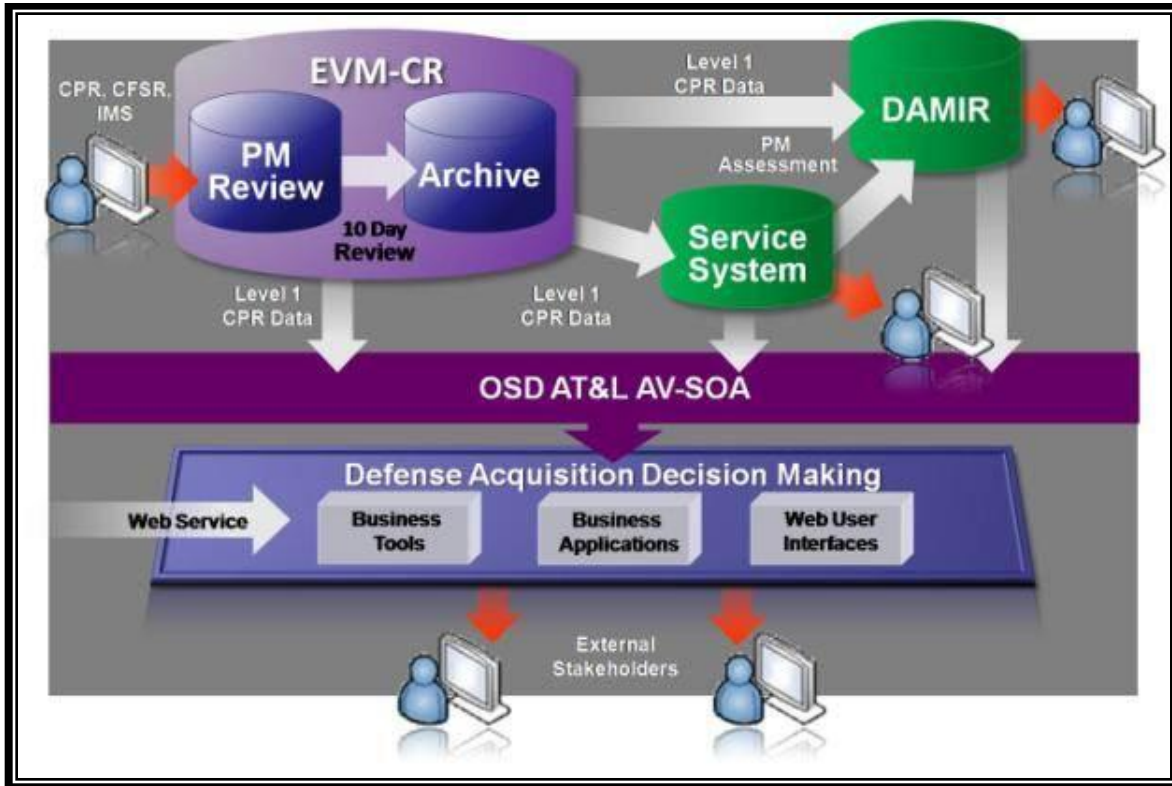 EVM-CR
CPR, CFSR,
IMS
PM
Review
Archive
10 Day
Review
Level 1
CPR Data
DAMIR
PM
Assessment
Service
System
Level 1
CPR Data
Level 1
CPR Data
OSD AT&L AV-SOA
Defense Acquisition Decision Making
Web Service
Business
Tools
Business
Applications
Web User
Interfaces
External
Stakeholders